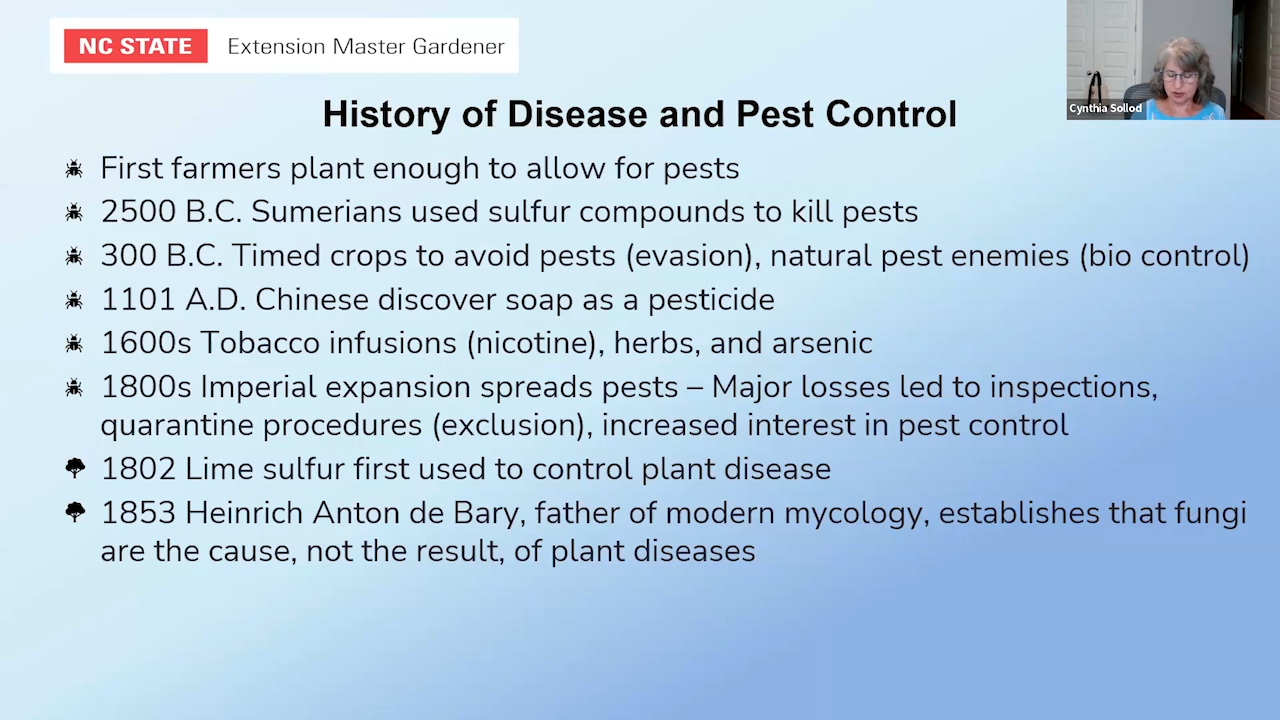 NC STATE Extension Master Gardener
Cynthia Sollod
History of Disease and Pest Control
First farmers plant enough to allow for pests
2500 B.C. Sumerians used sulfur compounds to kill pests
300 B.C. Timed crops to avoid pests (evasion), natural pest enemies (bio control)
1101 A.D. Chinese discover soap as a pesticide
1600s Tobacco infusions (nicotine), herbs, and arsenic
1800s Imperial expansion spreads pests – Major losses led to inspections,
quarantine procedures (exclusion), increased interest in pest control
1802 Lime sulfur first used to control plant disease
1853 Heinrich Anton de Bary, father of modern mycology, establishes that fungi
are the cause, not the result, of plant diseases